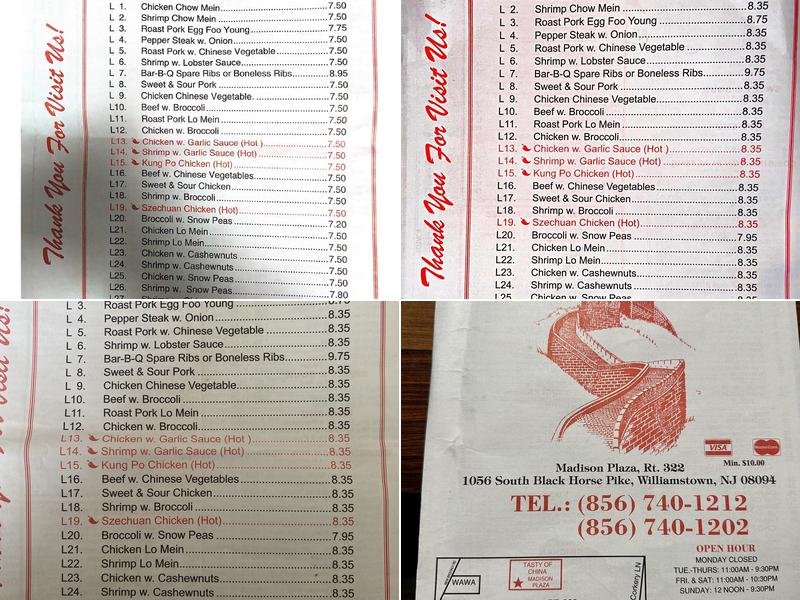 Thank You For Visit Us!
L 1. Chicken Chow Mein 7.50
L 2. Shrimp Chow Mein 7.50
L 3. Roast Pork Egg Foo Young 7.75
L 4. Pepper Steak w. Onion 7.50
L 5. Roast Pork w. Chinese Vegetable 7.50
L 6. Shrimp w. Lobster Sauce 7.50
L 7. Bar-B-Q Spare Ribs or Boneless Ribs 8.95
L 8. Sweet & Sour Pork 7.50
L 9. Chicken Chinese Vegetable. 7.50
L10. Beef w. Broccoli 7.50
L11. Roast Pork Lo Mein 7.50
L12. Chicken w. Broccoli 7.50
L13. Chicken w. Garlic Sauce (Hot ) 7.50
L14. Shrimp w. Garlic Sauce (Hot) 7.50
L15. Kung Po Chicken (Hot) 7.50
L16. Beef w. Chinese Vegetables 7.50
L17. Sweet & Sour Chicken 7.50
L18. Shrimp w. Broccoli 7.50
L19. Szechuan Chicken (Hot) 7.50
L20. Broccoli w. Snow Peas 7.20
L21. Chicken Lo Mein 7.50
L22. Shrimp Lo Mein 7.50
L23. Chicken w. Cashewnuts 7.50
L24. Shrimp w. Cashewnuts 7.50
L25. Chicken w. Snow Peas 7.50
L26. Shrimp w. Snow Peas 7.80
Thank You For Visit Us!
L 2. Shrimp Chow Mein 8.35
L 3. Roast Pork Egg Foo Young 8.75
L 4. Pepper Steak w. Onion 8.35
L 5. Roast Pork w. Chinese Vegetable 8.35
L 6. Shrimp w. Lobster Sauce 8.35
L 7. Bar-B-Q Spare Ribs or Boneless Ribs 9.75
L 8. Sweet & Sour Pork 8.35
L 9. Chicken Chinese Vegetable. 8.35
L10. Beef w. Broccoli 8.35
L11. Roast Pork Lo Mein 8.35
L12. Chicken w. Broccoli 8.35
L13. Chicken w. Garlic Sauce (Hot ) 8.35
L14. Shrimp w. Garlic Sauce (Hot) 8.35
L15. Kung Po Chicken (Hot) 8.35
L16. Beef w. Chinese Vegetables 8.35
L17. Sweet & Sour Chicken 8.35
L18. Shrimp w. Broccoli 8.35
L19. Szechuan Chicken (Hot) 8.35
L20. Broccoli w. Snow Peas 7.95
L21. Chicken Lo Mein 8.35
L22. Shrimp Lo Mein 8.35
L23. Chicken w. Cashewnuts 8.35
L24. Shrimp w. Cashewnuts 8.35
L25. Chicken w. Snow Peas 8.35
L 3. Roast Pork Egg Foo Young 8.75
L 4. Pepper Steak w. Onion 8.35
L 5. Roast Pork w. Chinese Vegetable 8.35
L 6. Shrimp w. Lobster Sauce 8.35
L 7. Bar-B-Q Spare Ribs or Boneless Ribs 9.75
L 8. Sweet & Sour Pork 8.35
L 9. Chicken Chinese Vegetable. 8.35
L10. Beef w. Broccoli 8.35
L11. Roast Pork Lo Mein 8.35
L12. Chicken w. Broccoli 8.35
L13. Chicken w. Garlic Sauce (Hot ) 8.35
L14. Shrimp w. Garlic Sauce (Hot) 8.35
L15. Kung Po Chicken (Hot) 8.35
L16. Beef w. Chinese Vegetables 8.35
L17. Sweet & Sour Chicken 8.35
L18. Shrimp w. Broccoli 8.35
L19. Szechuan Chicken (Hot) 8.35
L20. Broccoli w. Snow Peas 7.95
L21. Chicken Lo Mein 8.35
L22. Shrimp Lo Mein 8.35
L23. Chicken w. Cashewnuts 8.35
L24. Shrimp w. Cashewnuts 8.35
VISA MasterCard
Min. $10.00
Madison Plaza, Rt. 322
1056 South Black Horse Pike, Williamstown, NJ 08094
TEL.: (856) 740-1212
(856) 740-1202
OPEN HOUR
MONDAY CLOSED
TUE.-THURS: 11:00AM - 9:30PM
FRI. & SAT: 11:00AM - 10:30PM
SUNDAY: 12 NOON - 9:30PM
WAWA
TASTY OF
CHINA
MADISON
PLAZA
Corkery LN